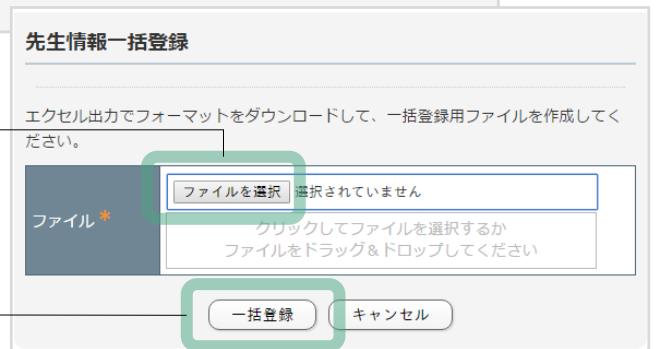 先生情報一括登録
エクセル出力でフォーマットをダウンロードして、一括登録用ファイルを作成してく
ださい。
ファイル*
ファイルを選択 選択されていません
クリックしてファイルを選択するか
ファイルをドラッグ&ドロップしてください
一括登録 キャンセル